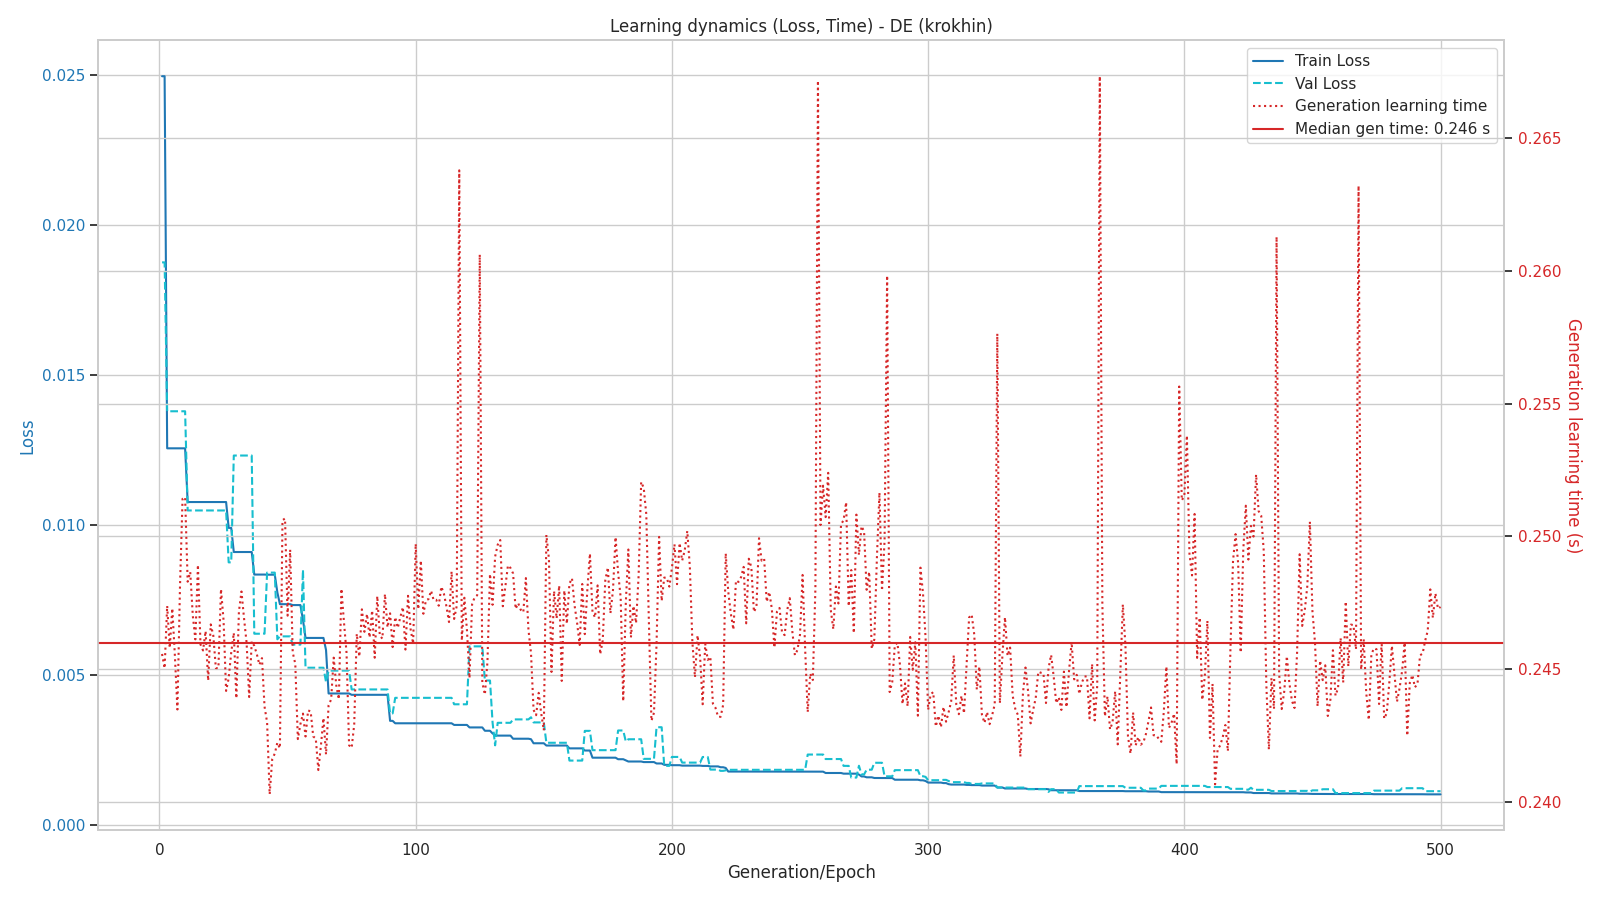 Learning dynamics (Loss, Time) - DE (krokhin)
Train Loss
Val Loss
Generation learning time
Median gen time: 0.246 s
Loss
0.025
0.020
0.015
0.010
0.005
0.000
0.265
0.260
0.255
0.250
0.245
0.240
Generation learning time (s)
0
100
200
300
400
500
Generation/Epoch